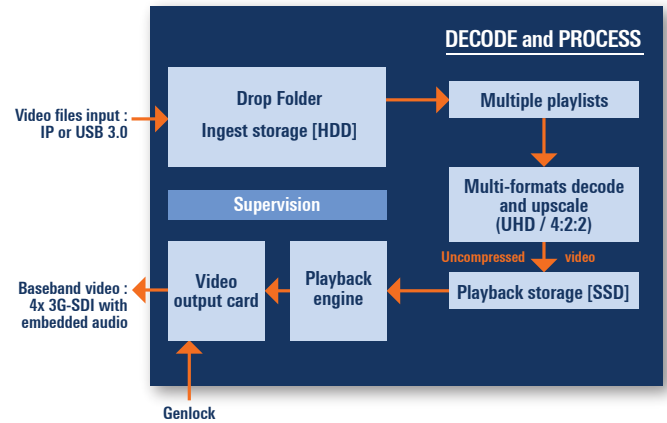 DECODE and PROCESS
Video files input :
IP or USB 3.0
Drop Folder
Ingest storage [HDD]
Multiple playlists
Supervision
Multi-formats decode
and upscale
(UHD / 4:2:2)
Uncompressed video
Baseband video :
4x 3G-SDI with
embedded audio
Video
output card
Playback
engine
Playback storage [SSD]
Genlock